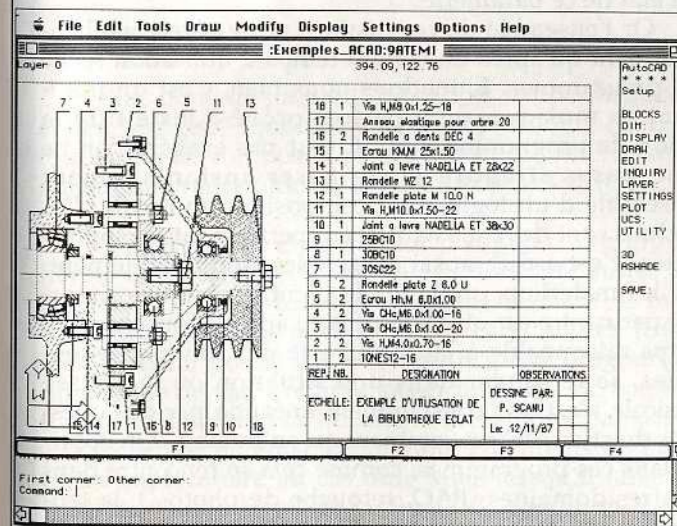 File Edit Tools Draw Modify Display Settings Options Help
:Exemples_ACAD:9ATEMI
Layer 0
394.09,122.76
AutoCAD
* * * *
Setup
BLOCKS
DIM:
DISPLAY
DRAW
EDIT
INQUIRY
LAYER:
SETTINGS
PLOT
UCS:
UTILITY
3D
ASHADE
SAVE:
7 4 3 2 6 5 11 13
18 1 Vis H,M8.0x1.25-18
17 1 Anneau elastique pour arbre 20
16 2 Rondelle a dents DEC 4
15 1 Ecrou KM,M 25x1.50
14 1 Joint a levre NADELLA ET 28x22
13 1 Rondelle WZ 12
12 1 Rondelle plate M 10.0 N
11 1 Vis H,M10.0x1.50-22
10 1 Joint a levre NADELLA ET 38x30
9 1 25BC10
8 1 30BC10
7 1 30SC22
6 2 Rondelle plate Z 6.0 U
5 2 Ecrou Hh,M 6.0x1.00
4 2 Vis CHc,M6.0x1.00-16
3 2 Vis CHc,M6.0x1.00-20
2 2 Vis H,M4.0x0.70-16
1 2 10NES12-16
REP. NB. DESIGNATION OBSERVATIONS
ECHELLE: 1:1
EXEMPLE D'UTILISATION DE
LA BIBLIOTHEQUE ECLAT
DESSINE PAR:
P. SCANU
Le: 12/11/87
15 14 17 1 16 8 12 9 10 18
F1 F2 F3 F4
First corner: Other corner:
Command: